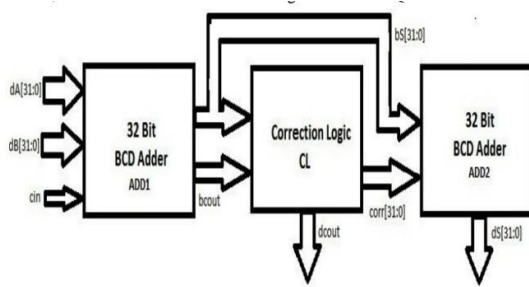 bS[31:0]
dA[31:0]
dB[31:0]
cin
32 Bit
BCD Adder
ADD1
bcout
Correction Logic
CL
dcout
corr[31:0]
32 Bit
BCD Adder
ADD2
dS[31:0]